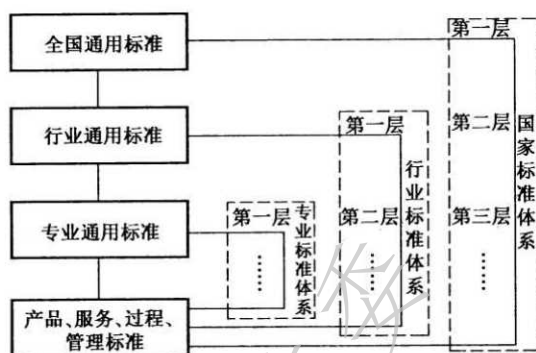 全国通用标准
第一层
行业通用标准
第一层
第二层
专业通用标准
第一层
第二层
第三层
……
……
……
产品、服务、过程、
管理标准
专业标准体系
行业标准体系
国家标准体系